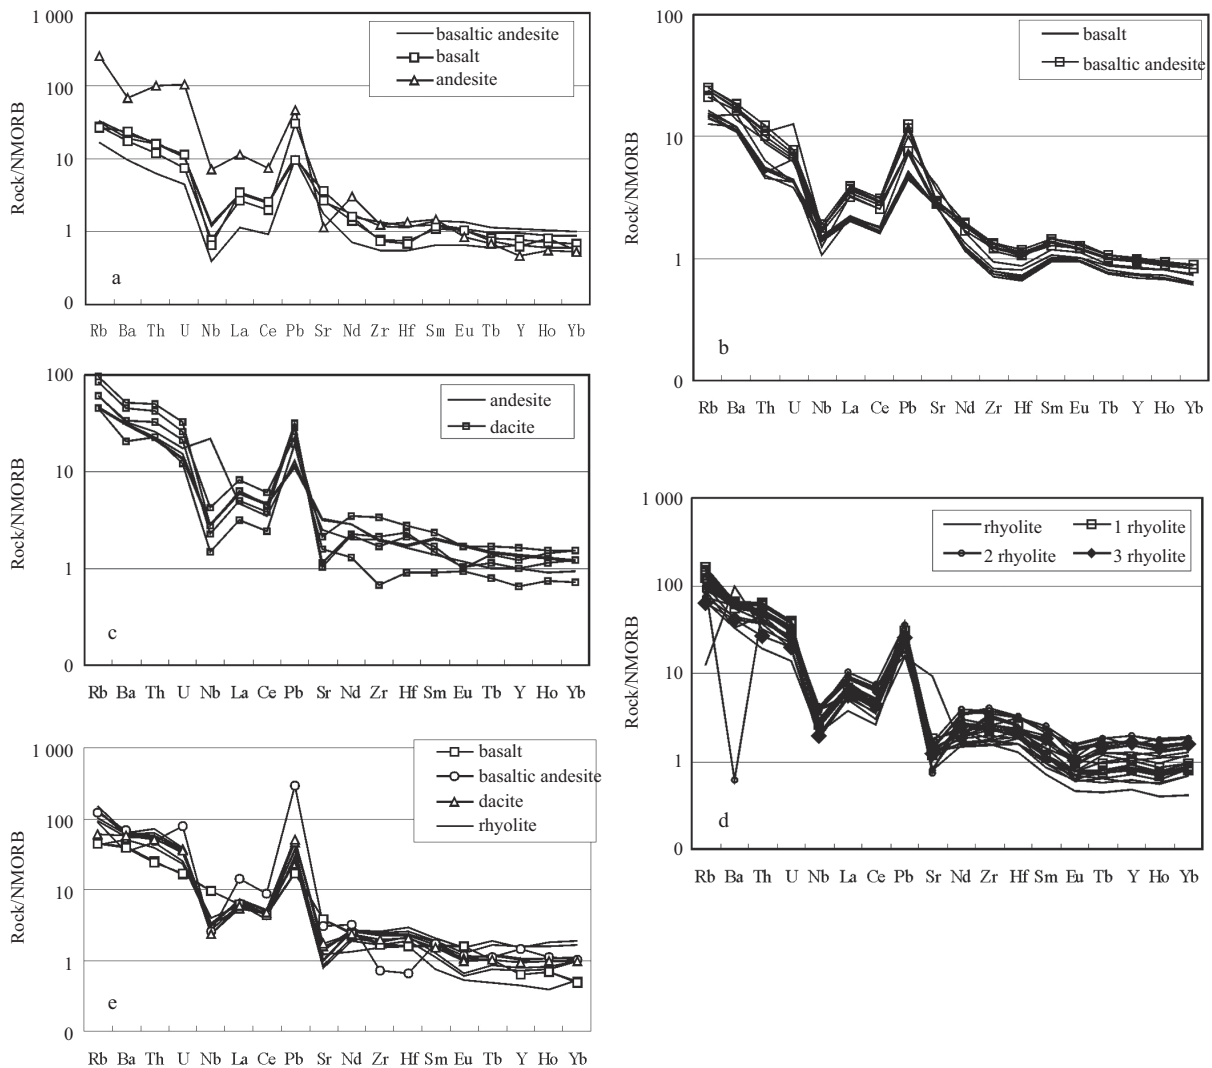 1 000
100
10
1
0
Rock/NMORB
basaltic andesite
basalt
andesite
a
Rb Ba Th U Nb La Ce Pb Sr Nd Zr Hf Sm Eu Tb Y Ho Yb
100
10
1
0
Rock/NMORB
basalt
basaltic andesite
b
Rb Ba Th U Nb La Ce Pb Sr Nd Zr Hf Sm Eu Tb Y Ho Yb
100
10
1
0
Rock/NMORB
andesite
dacite
c
Rb Ba Th U Nb La Ce Pb Sr Nd Zr Hf Sm Eu Tb Y Ho Yb
1 000
100
10
1
0
Rock/NMORB
rhyolite 1 rhyolite
2 rhyolite 3 rhyolite
d
Rb Ba Th U Nb La Ce Pb Sr Nd Zr Hf Sm Eu Tb Y Ho Yb
1 000
100
10
1
0
Rock/NMORB
basalt
basaltic andesite
dacite
rhyolite
e
Rb Ba Th U Nb La Ce Pb Sr Nd Zr Hf Sm Eu Tb Y Ho Yb